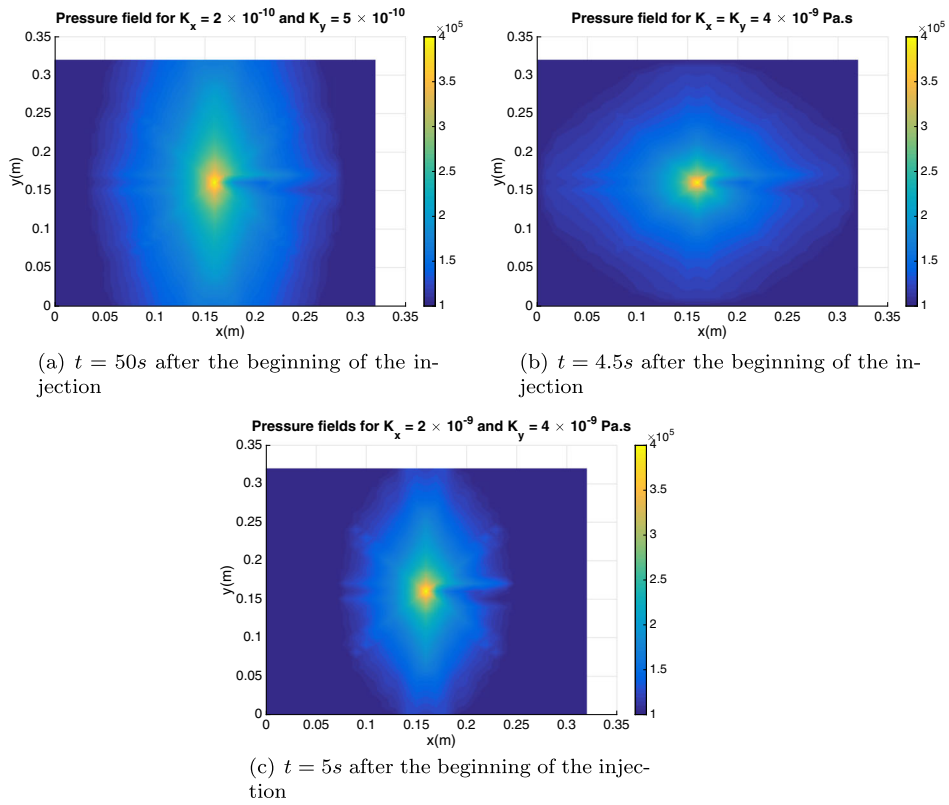 Pressure field for Kx = 2 × 10-10 and Ky = 5 × 10-10
×10^5
0.35
0.3
0.25
0.2
0.15
0.1
0.05
0
y(m)
0 0.05 0.1 0.15 0.2 0.25 0.3 0.35
x(m)
4
3.5
3
2.5
2
1.5
1
(a) t = 50s after the beginning of the in-
jection
Pressure field for Kx = Ky = 4 × 10-9 Pa.s
×10^5
0.35
0.3
0.25
0.2
0.15
0.1
0.05
0
y(m)
0 0.05 0.1 0.15 0.2 0.25 0.3 0.35
x(m)
4
3.5
3
2.5
2
1.5
1
(b) t = 4.5s after the beginning of the in-
jection
Pressure fields for Kx = 2 × 10-9 and Ky = 4 × 10-9 Pa.s
×10^5
0.35
0.3
0.25
0.2
0.15
0.1
0.05
0
y(m)
0 0.05 0.1 0.15 0.2 0.25 0.3 0.35
x(m)
4
3.5
3
2.5
2
1.5
1
(c) t = 5s after the beginning of the injec-
tion